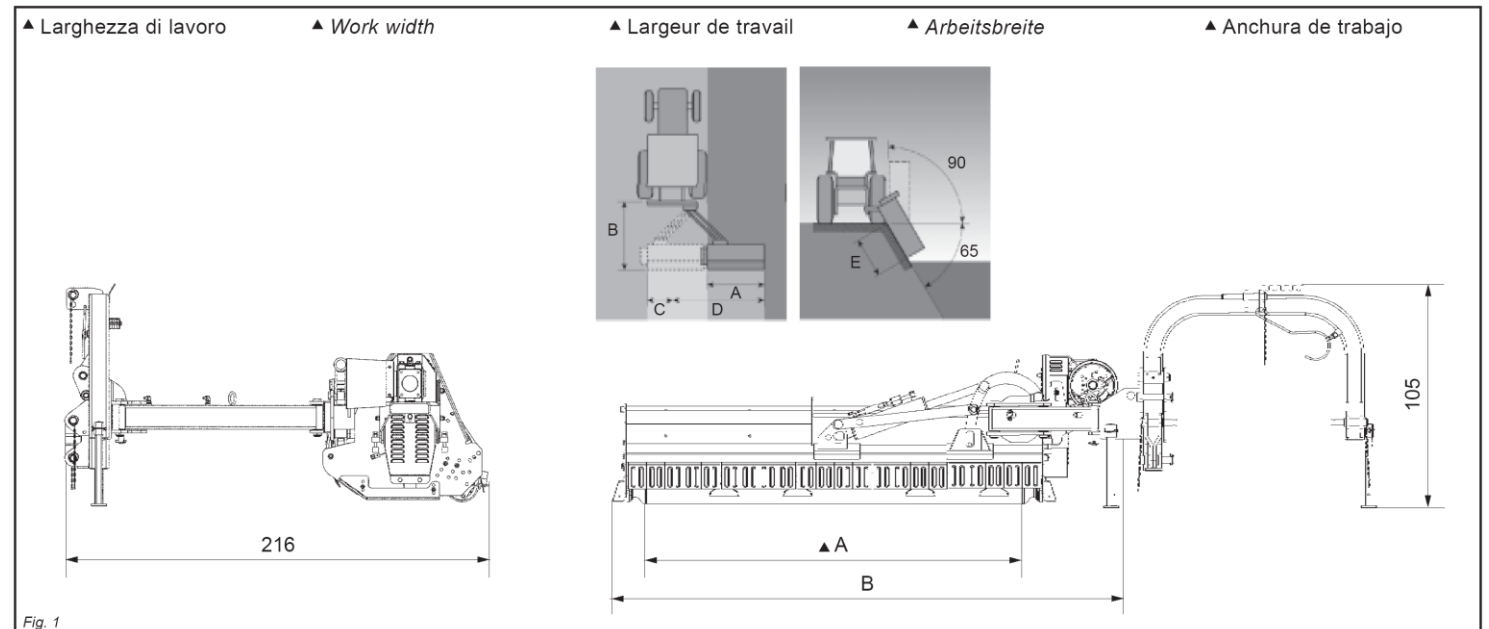 ▲ Larghezza di lavoro ▲ Work width ▲ Largeur de travail ▲ Arbeitsbreite ▲ Anchura de trabajo
B
A
C D
90
65
E
105
216
▲ A
B
Fig. 1